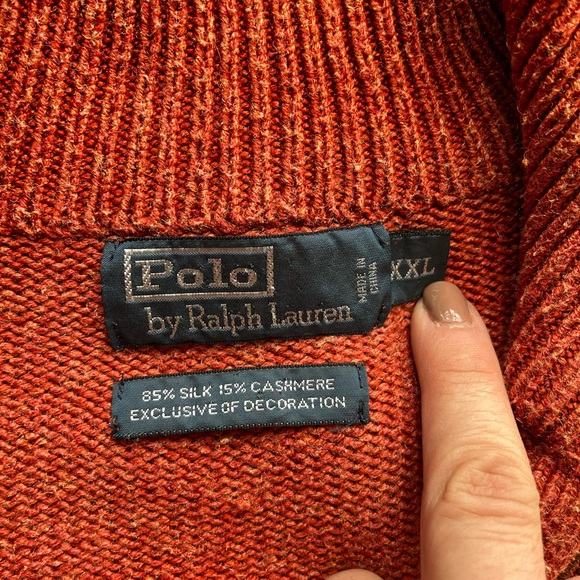 Polo
by Ralph Lauren
MADE IN
CHINA
XXL
85% SILK 15% CASHMERE
EXCLUSIVE OF DECORATION